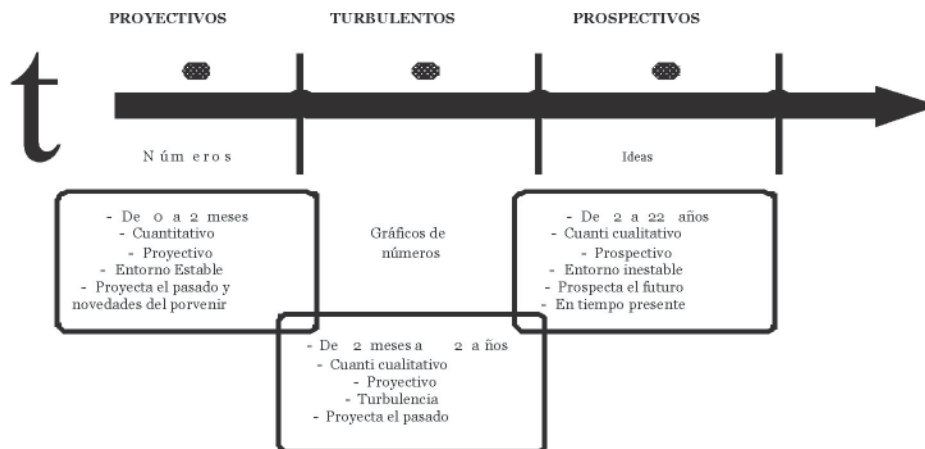 PROYECTIVOS
TURBULENTOS
PROSPECTIVOS
t
Números
Ideas
- De 0 a 2 meses
- Cuantitativo
- Proyectivo
- Entorno Estable
- Proyecta el pasado y
novedades del porvenir
Gráficos de
números
- De 2 a 22 años
- Cuanti cualitativo
- Prospectivo
- Entorno inestable
- Prospecta el futuro
- En tiempo presente
- De 2 meses a 2 a ños
- Cuanti cualitativo
- Proyectivo
- Turbulencia
- Proyecta el pasado